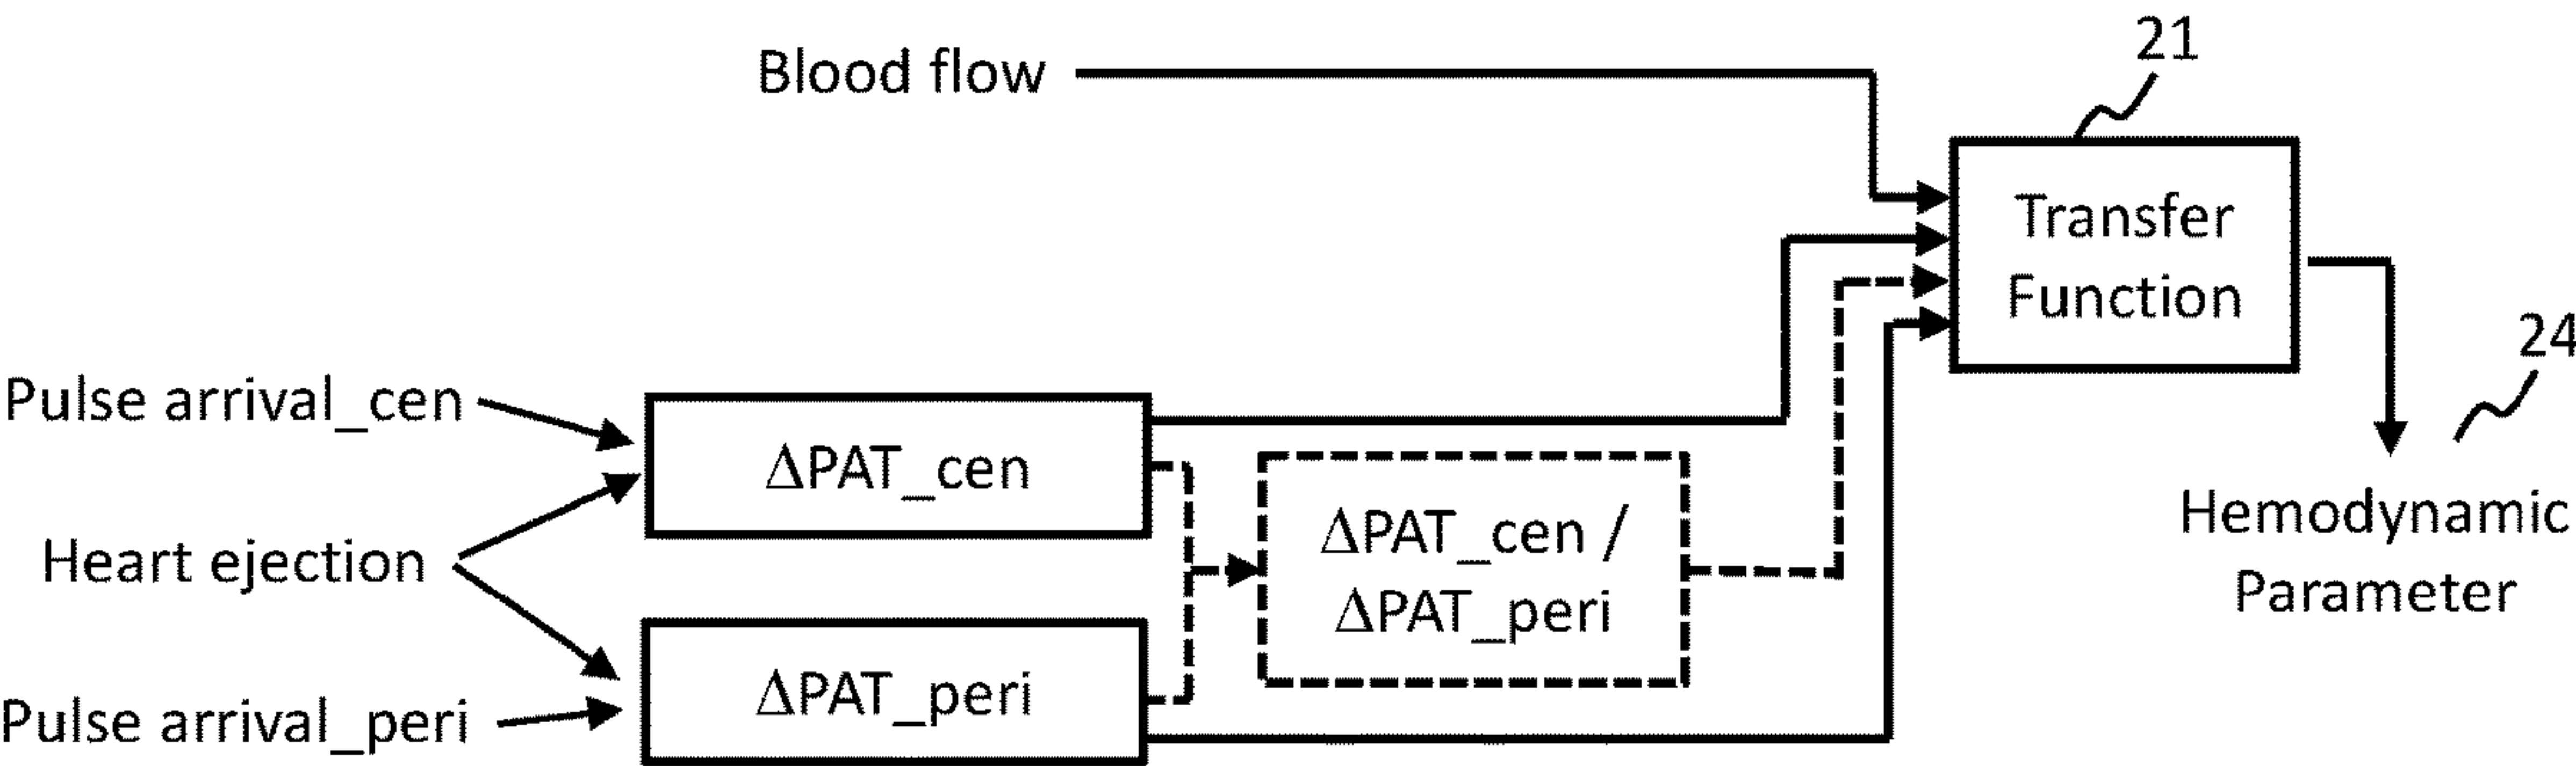 21
Blood flow
Transfer
Function
24
Pulse arrival_cen
ΔPAT_cen
Hemodynamic
Parameter
ΔPAT_cen /
ΔPAT_peri
Heart ejection
ΔPAT_peri
Pulse arrival_peri